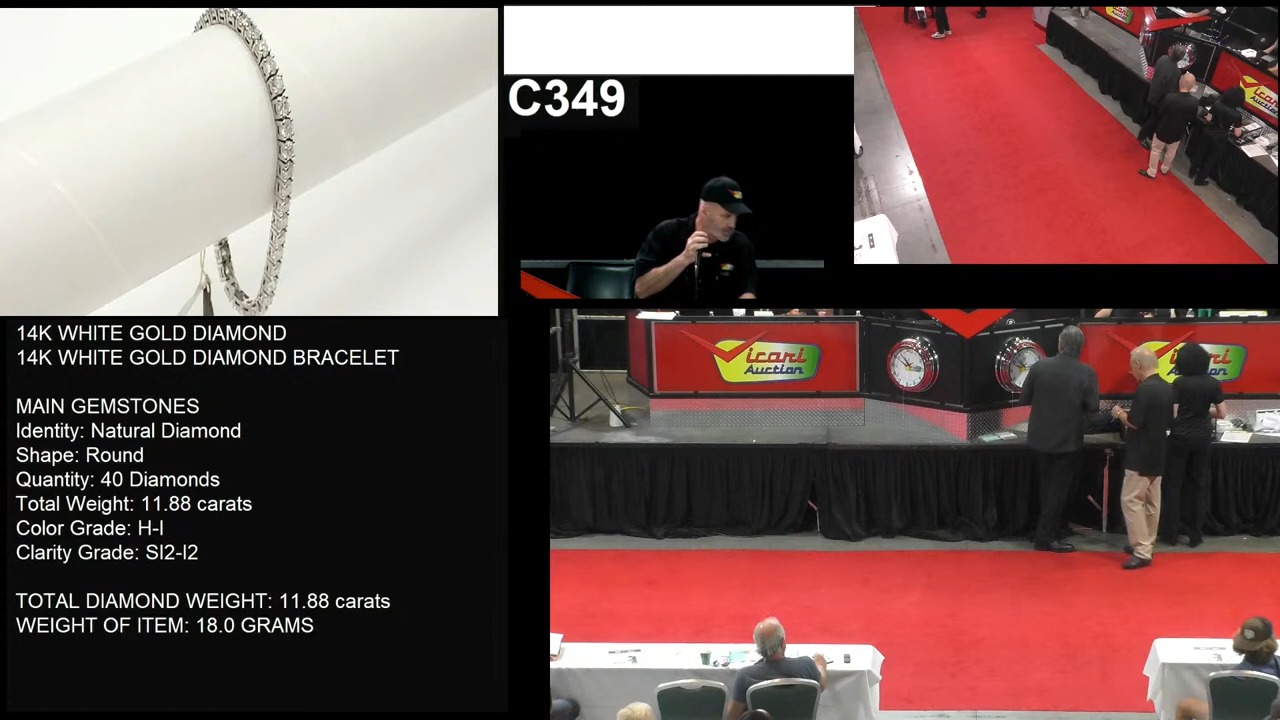 C349
14K WHITE GOLD DIAMOND
14K WHITE GOLD DIAMOND BRACELET
MAIN GEMSTONES
Identity: Natural Diamond
Shape: Round
Quantity: 40 Diamonds
Total Weight: 11.88 carats
Color Grade: H-I
Clarity Grade: SI2-I2
TOTAL DIAMOND WEIGHT: 11.88 carats
WEIGHT OF ITEM: 18.0 GRAMS
Vicari
Auction
Vicari
Auction
Vicari
Auction